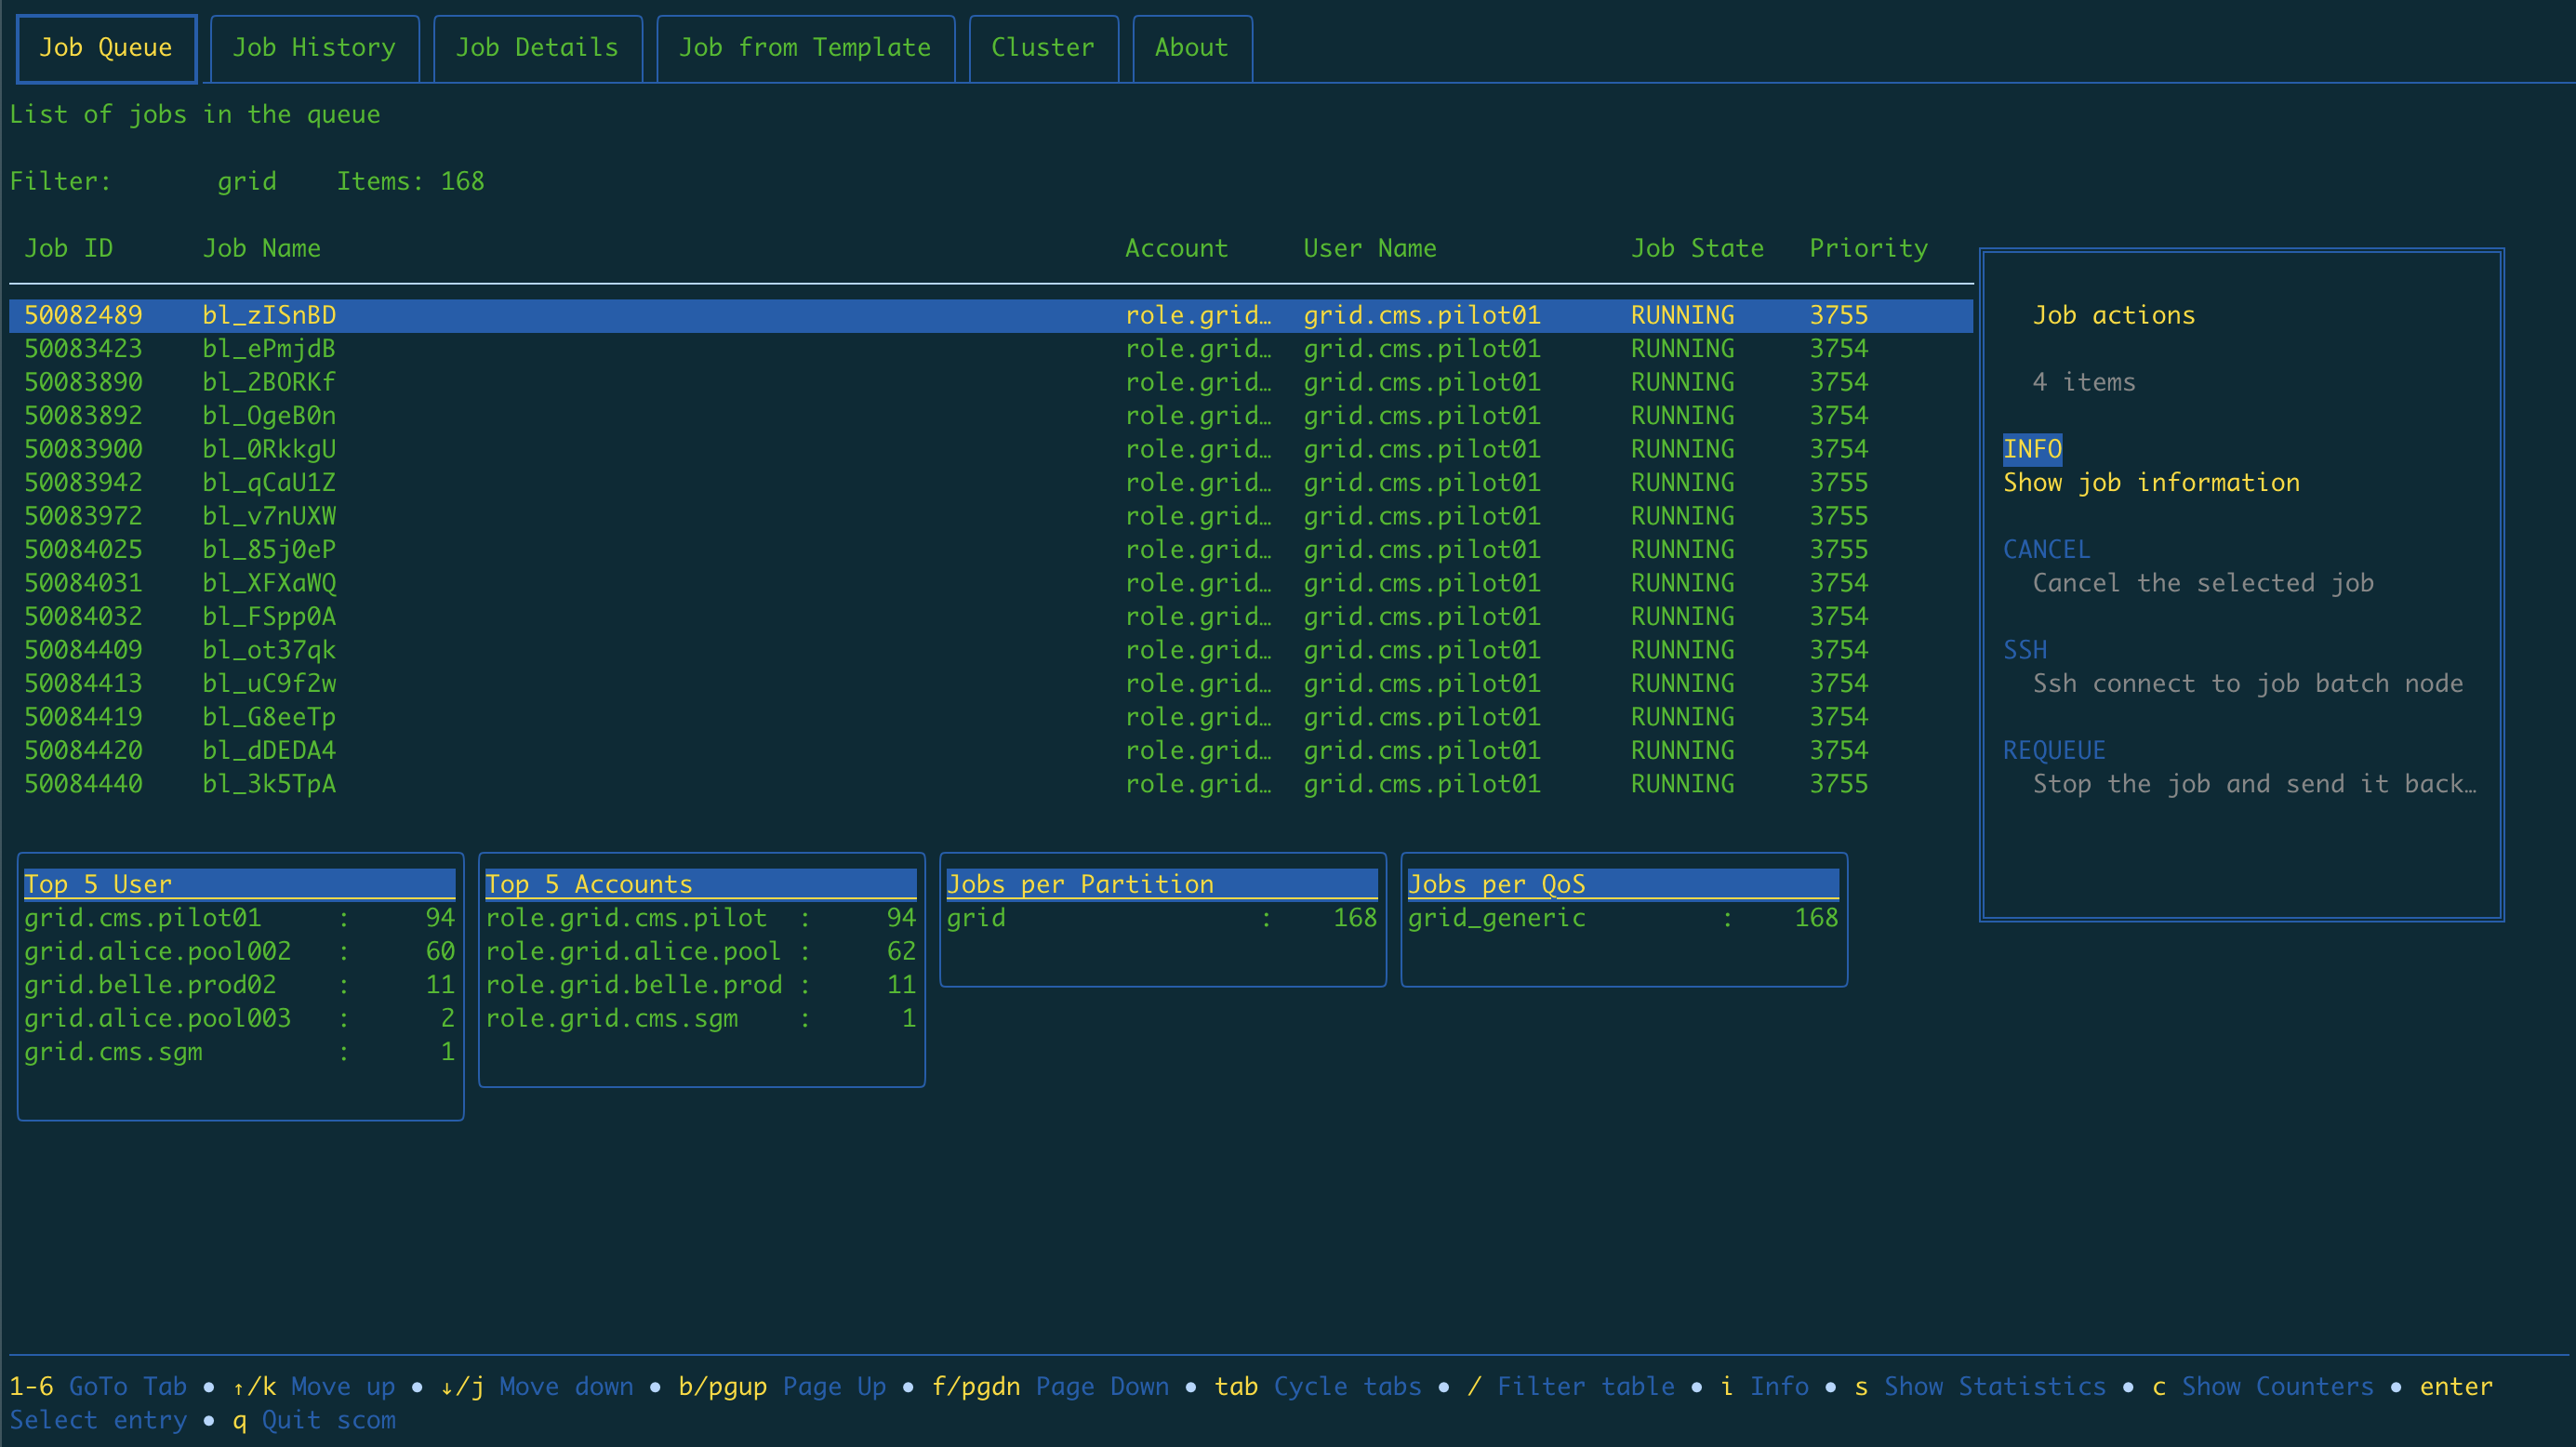 Job Queue Job History Job Details Job from Template Cluster About
List of jobs in the queue
Filter: grid Items: 168
Job ID Job Name Account User Name Job State Priority
50082489 bl_zISnBD role.grid… grid.cms.pilot01 RUNNING 3755
50083423 bl_ePmjdB role.grid… grid.cms.pilot01 RUNNING 3754
50083890 bl_2BORKf role.grid… grid.cms.pilot01 RUNNING 3754
50083892 bl_OgeB0n role.grid… grid.cms.pilot01 RUNNING 3754
50083900 bl_0RkkgU role.grid… grid.cms.pilot01 RUNNING 3754
50083942 bl_qCaU1Z role.grid… grid.cms.pilot01 RUNNING 3755
50083972 bl_v7nUXW role.grid… grid.cms.pilot01 RUNNING 3755
50084025 bl_85j0eP role.grid… grid.cms.pilot01 RUNNING 3755
50084031 bl_XFXaWQ role.grid… grid.cms.pilot01 RUNNING 3754
50084032 bl_FSpp0A role.grid… grid.cms.pilot01 RUNNING 3754
50084409 bl_ot37qk role.grid… grid.cms.pilot01 RUNNING 3754
50084413 bl_uC9f2w role.grid… grid.cms.pilot01 RUNNING 3754
50084419 bl_G8eeTp role.grid… grid.cms.pilot01 RUNNING 3754
50084420 bl_dDEDA4 role.grid… grid.cms.pilot01 RUNNING 3754
50084440 bl_3k5TpA role.grid… grid.cms.pilot01 RUNNING 3755
Job actions
4 items
INFO
Show job information
CANCEL
Cancel the selected job
SSH
Ssh connect to job batch node
REQUEUE
Stop the job and send it back…
Top 5 User
grid.cms.pilot01 : 94
grid.alice.pool002 : 60
grid.belle.prod02 : 11
grid.alice.pool003 : 2
grid.cms.sgm : 1
Top 5 Accounts
role.grid.cms.pilot : 94
role.grid.alice.pool : 62
role.grid.belle.prod : 11
role.grid.cms.sgm : 1
Jobs per Partition
grid : 168
Jobs per QoS
grid_generic : 168
1-6 GoTo Tab • ↑/k Move up • ↓/j Move down • b/pgup Page Up • f/pgdn Page Down • tab Cycle tabs • / Filter table • i Info • s Show Statistics • c Show Counters • enter
Select entry • q Quit scom